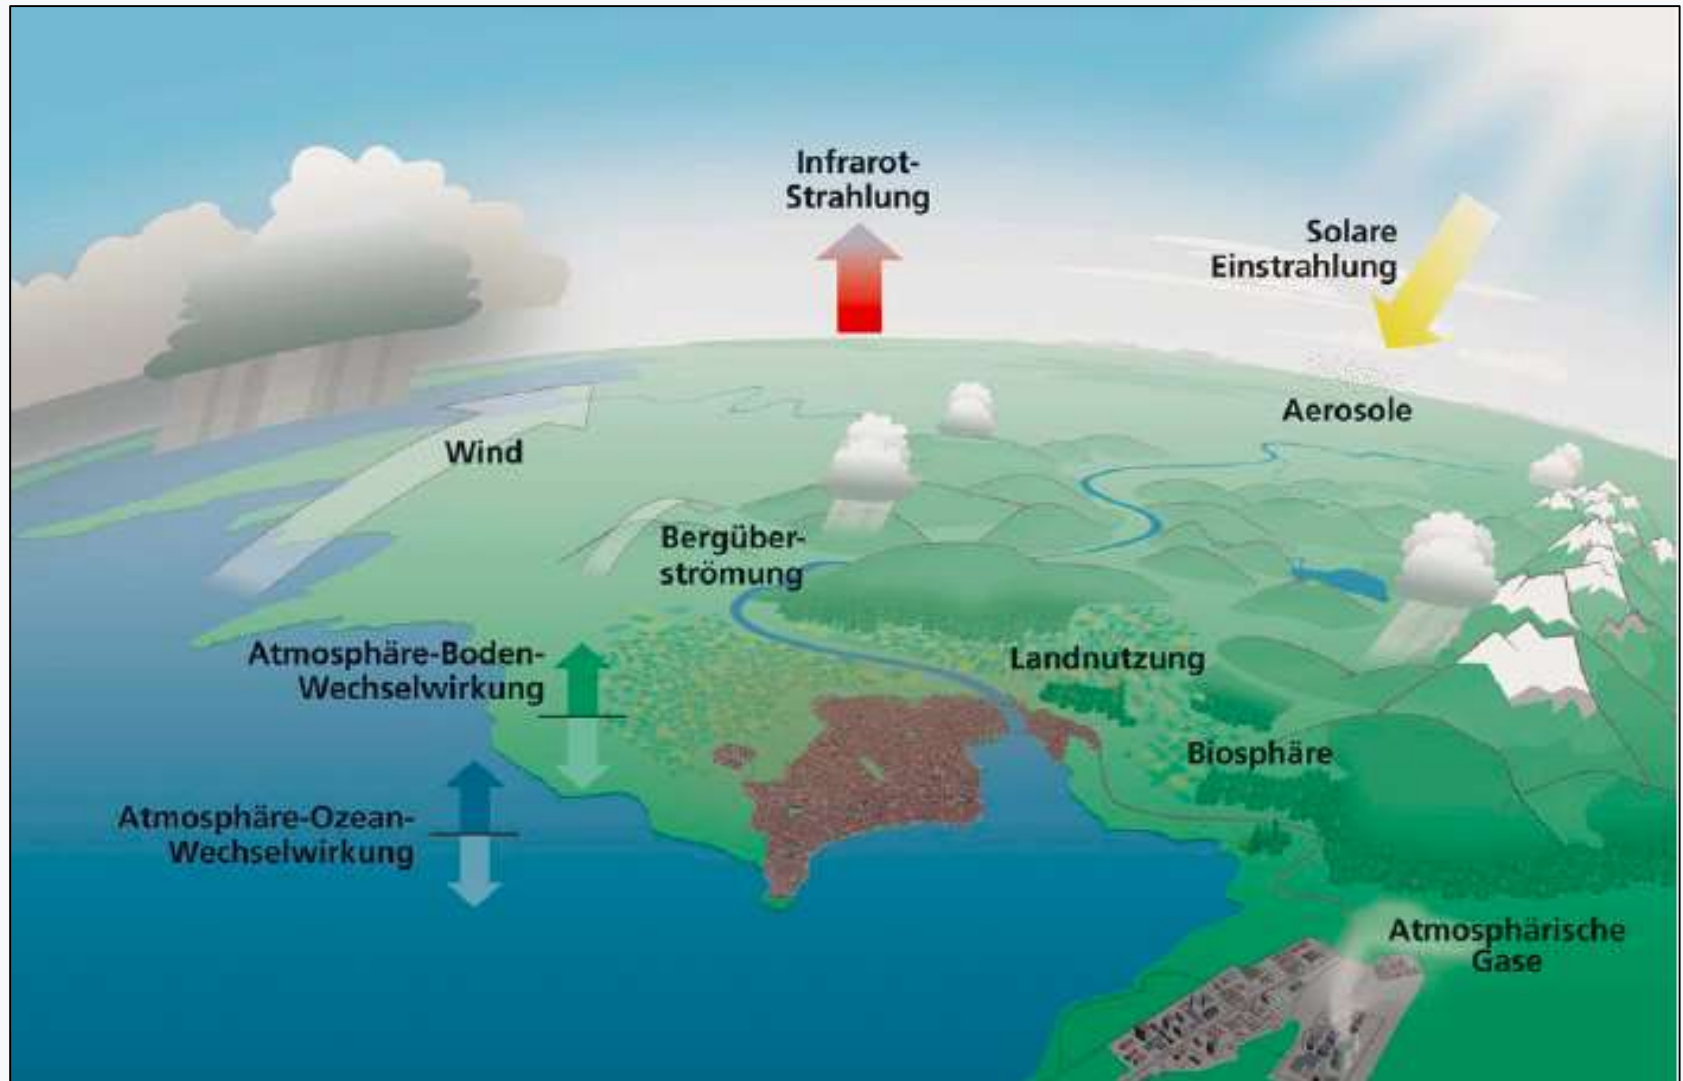 Infrarot-
Strahlung
Solare
Einstrahlung
Aerosole
Wind
Bergüber-
strömung
Atmosphäre-Boden-
Wechselwirkung
Landnutzung
Biosphäre
Atmosphäre-Ozean-
Wechselwirkung
Atmosphärische
Gase